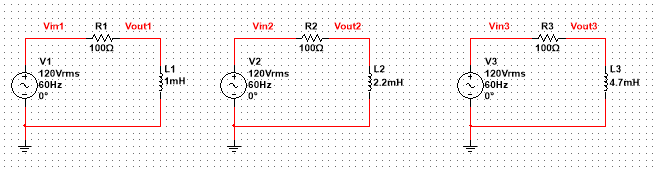 Vin1 R1 Vout1
100Ω
V1
120Vrms
60Hz
0°
L1
1mH
Vin2 R2 Vout2
100Ω
V2
120Vrms
60Hz
0°
L2
2.2mH
Vin3 R3 Vout3
100Ω
V3
120Vrms
60Hz
0°
L3
4.7mH